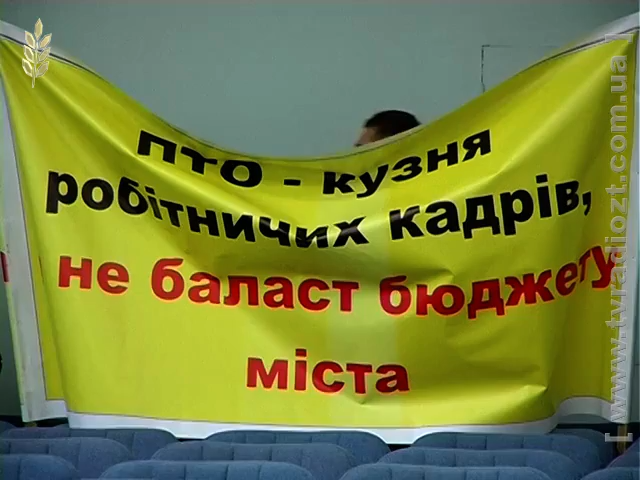 ПТО - кузня
робітничих кадрів,
не баласт бюджету
міста
[ www.tvradiozt.com.ua ]